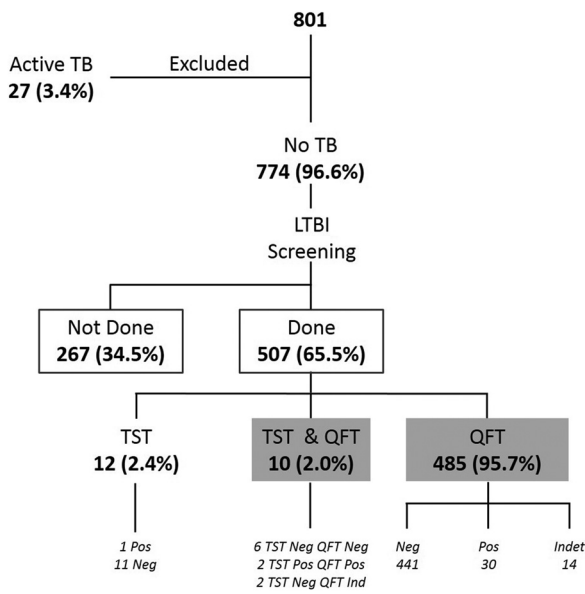 801
Active TB
27 (3.4%)
Excluded
No TB
774 (96.6%)
LTBI
Screening
Not Done
267 (34.5%)
Done
507 (65.5%)
TST
12 (2.4%)
TST & QFT
10 (2.0%)
QFT
485 (95.7%)
1 Pos
11 Neg
6 TST Neg QFT Neg
2 TST Pos QFT Pos
2 TST Neg QFT Ind
Neg
441
Pos
30
Indet
14